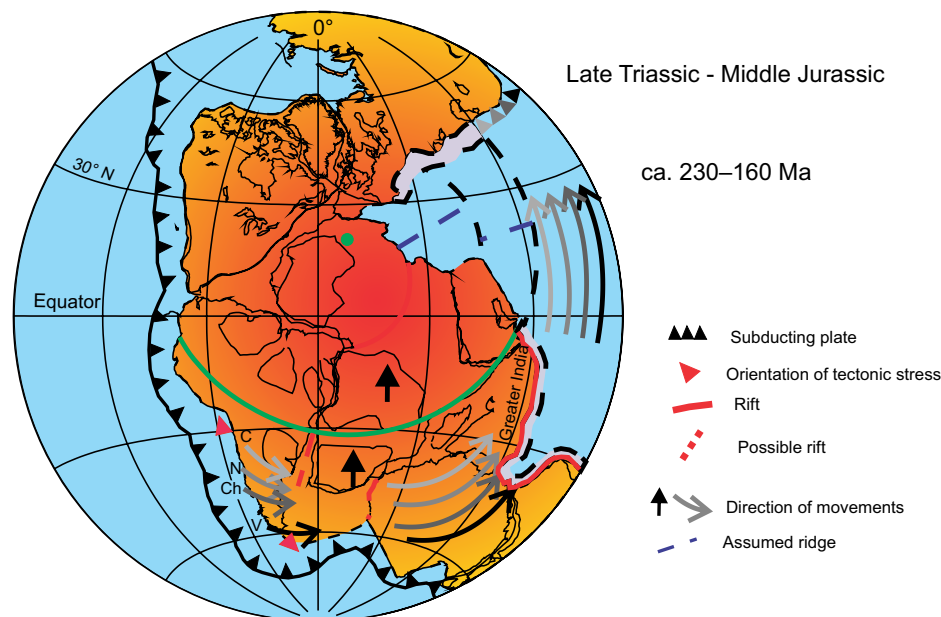 0°
Late Triassic - Middle Jurassic
30° N
ca. 230–160 Ma
Equator
Subducting plate
Greater India
Orientation of tectonic stress
Rift
C
Possible rift
N
Ch
V
Direction of movements
Assumed ridge